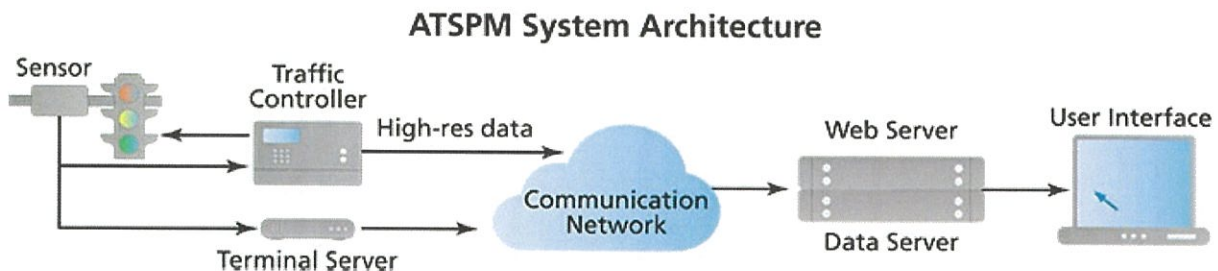 ATSPM System Architecture
Sensor
Traffic
Controller
High-res data
Communication
Network
Web Server
User Interface
Data Server
Terminal Server